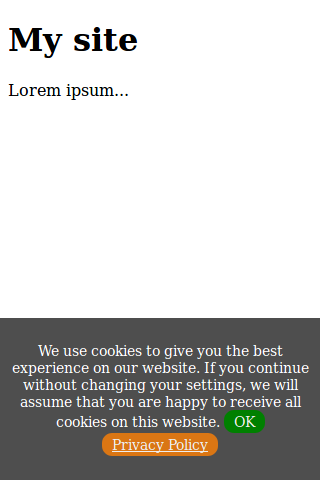 My site
Lorem ipsum...
We use cookies to give you the best
experience on our website. If you continue
without changing your settings, we will
assume that you are happy to receive all
cookies on this website. OK
Privacy Policy